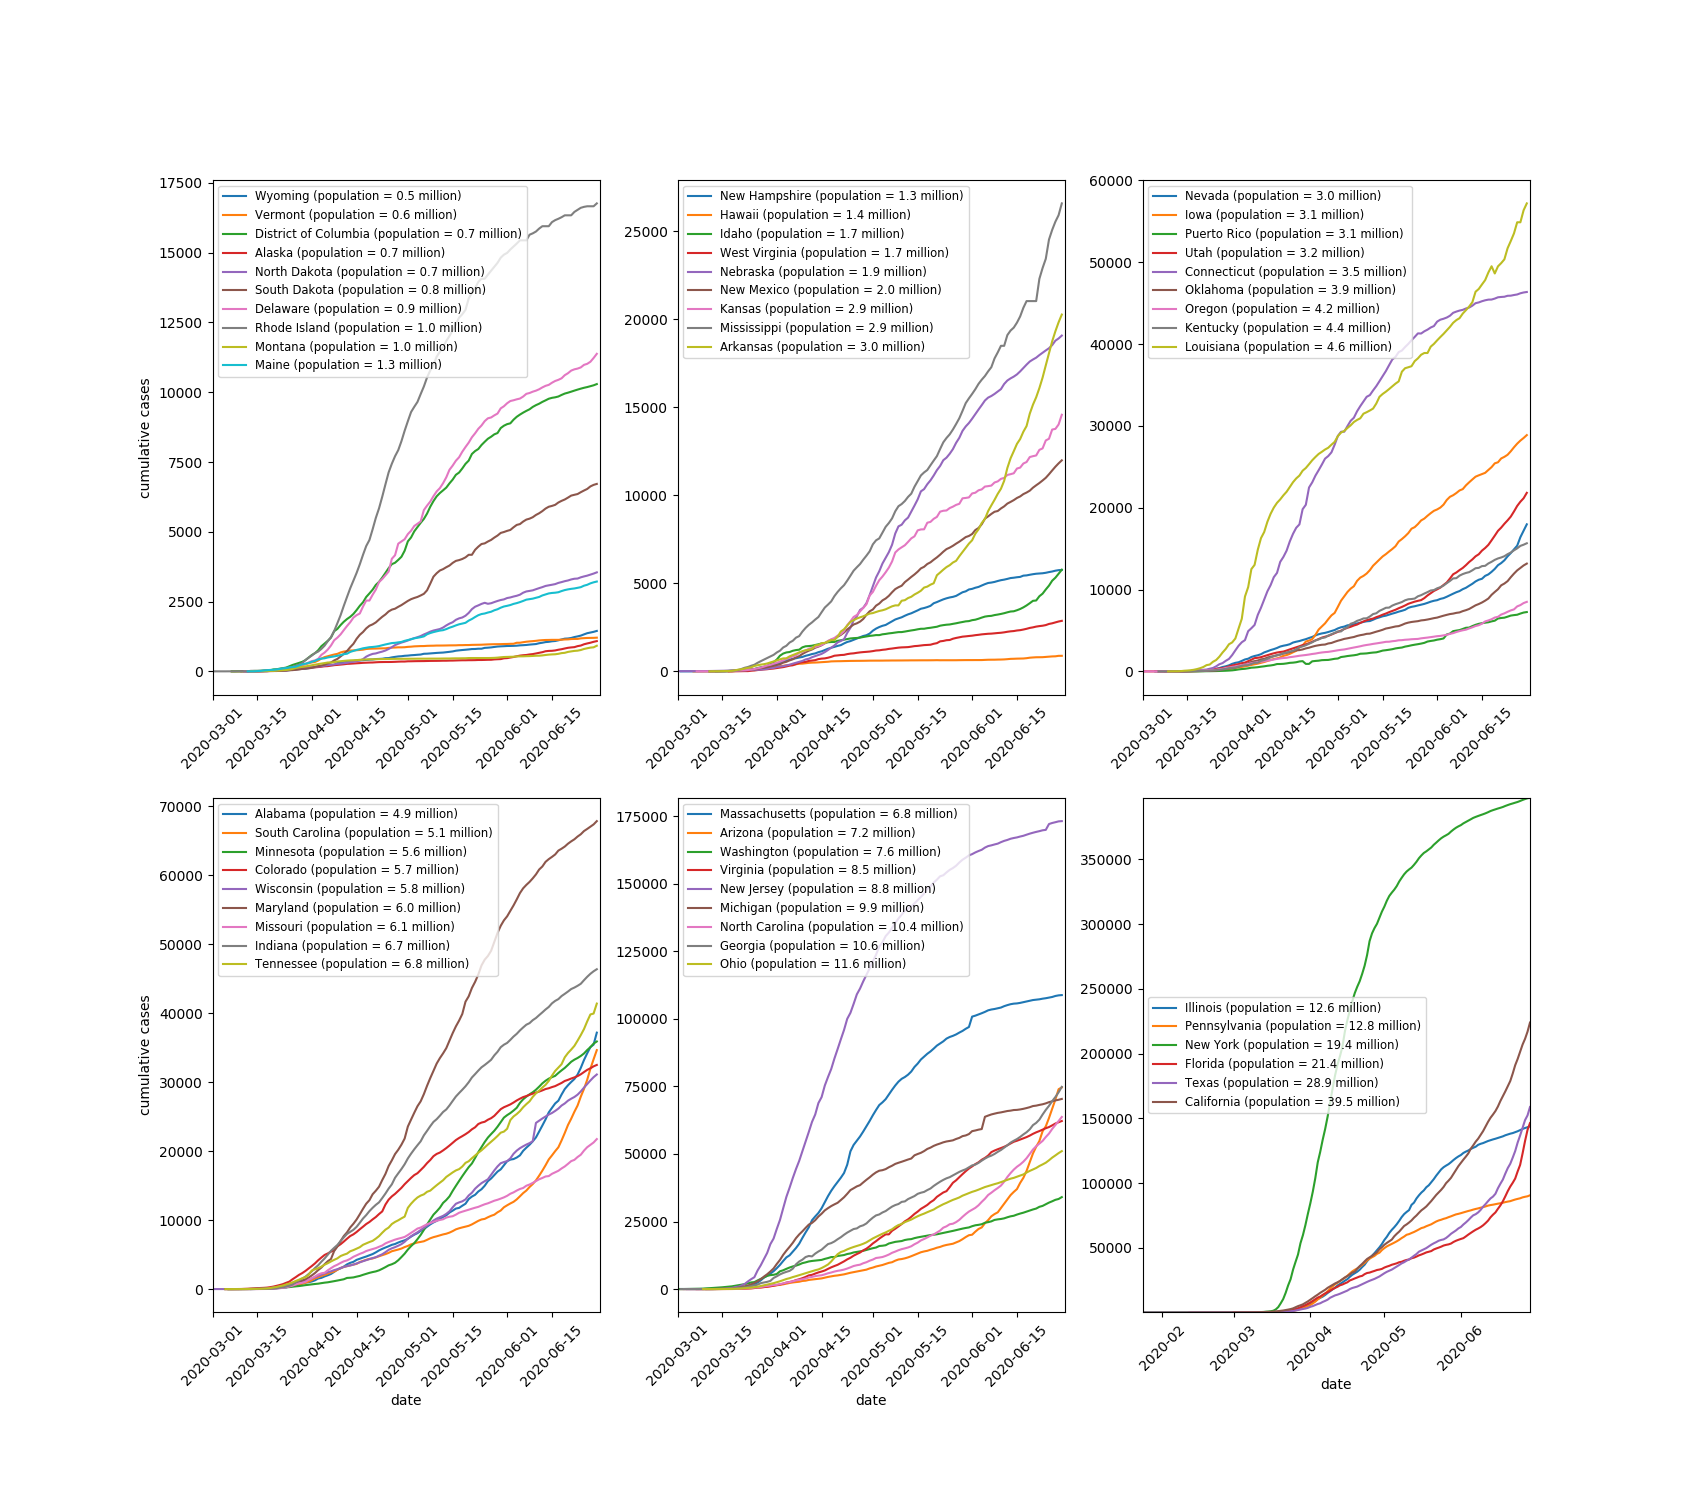 17500
15000
12500
10000
7500
5000
2500
0
cumulative cases
Wyoming (population = 0.5 million)
Vermont (population = 0.6 million)
District of Columbia (population = 0.7 million)
Alaska (population = 0.7 million)
North Dakota (population = 0.7 million)
South Dakota (population = 0.8 million)
Delaware (population = 0.9 million)
Rhode Island (population = 1.0 million)
Montana (population = 1.0 million)
Maine (population = 1.3 million)
2020-03-01
2020-03-15
2020-04-01
2020-04-15
2020-05-01
2020-05-15
2020-06-01
2020-06-15
25000
20000
15000
10000
5000
0
New Hampshire (population = 1.3 million)
Hawaii (population = 1.4 million)
Idaho (population = 1.7 million)
West Virginia (population = 1.7 million)
Nebraska (population = 1.9 million)
New Mexico (population = 2.0 million)
Kansas (population = 2.9 million)
Mississippi (population = 2.9 million)
Arkansas (population = 3.0 million)
2020-03-01
2020-03-15
2020-04-01
2020-04-15
2020-05-01
2020-05-15
2020-06-01
2020-06-15
60000
50000
40000
30000
20000
10000
0
Nevada (population = 3.0 million)
Iowa (population = 3.1 million)
Puerto Rico (population = 3.1 million)
Utah (population = 3.2 million)
Connecticut (population = 3.5 million)
Oklahoma (population = 3.9 million)
Oregon (population = 4.2 million)
Kentucky (population = 4.4 million)
Louisiana (population = 4.6 million)
2020-03-01
2020-03-15
2020-04-01
2020-04-15
2020-05-01
2020-05-15
2020-06-01
2020-06-15
70000
60000
50000
40000
30000
20000
10000
0
cumulative cases
Alabama (population = 4.9 million)
South Carolina (population = 5.1 million)
Minnesota (population = 5.6 million)
Colorado (population = 5.7 million)
Wisconsin (population = 5.8 million)
Maryland (population = 6.0 million)
Missouri (population = 6.1 million)
Indiana (population = 6.7 million)
Tennessee (population = 6.8 million)
2020-03-01
2020-03-15
2020-04-01
2020-04-15
2020-05-01
2020-05-15
2020-06-01
2020-06-15
date
175000
150000
125000
100000
75000
50000
25000
0
Massachusetts (population = 6.8 million)
Arizona (population = 7.2 million)
Washington (population = 7.6 million)
Virginia (population = 8.5 million)
New Jersey (population = 8.8 million)
Michigan (population = 9.9 million)
North Carolina (population = 10.4 million)
Georgia (population = 10.6 million)
Ohio (population = 11.6 million)
2020-03-01
2020-03-15
2020-04-01
2020-04-15
2020-05-01
2020-05-15
2020-06-01
2020-06-15
date
350000
300000
250000
200000
150000
100000
50000
Illinois (population = 12.6 million)
Pennsylvania (population = 12.8 million)
New York (population = 19.4 million)
Florida (population = 21.4 million)
Texas (population = 28.9 million)
California (population = 39.5 million)
2020-02
2020-03
2020-04
2020-05
2020-06
date